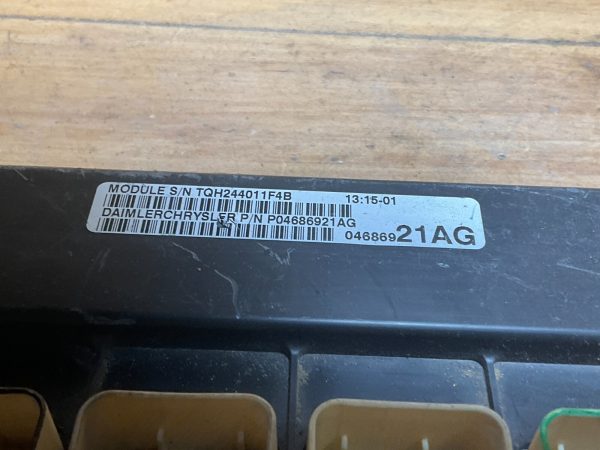 MODULE S/N TQH244011F4B 13:15-01
DAIMLERCHRYSLER P/N P04686921AG
04686921AG